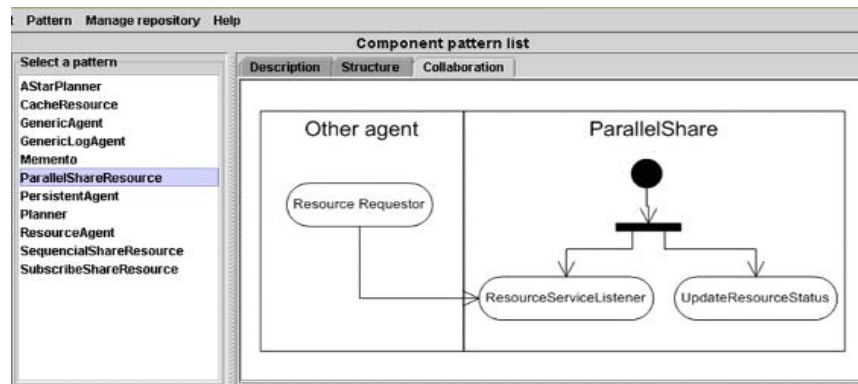 Pattern Manage repository Help
Component pattern list
Select a pattern
Description Structure Collaboration
AStarPlanner
CacheResource
GenericAgent
GenericLogAgent
Memento
ParallelShareResource
PersistentAgent
Planner
ResourceAgent
SequencialShareResource
SubscribeShareResource
Other agent
ParallelShare
Resource Requestor
ResourceServiceListener
UpdateResourceStatus